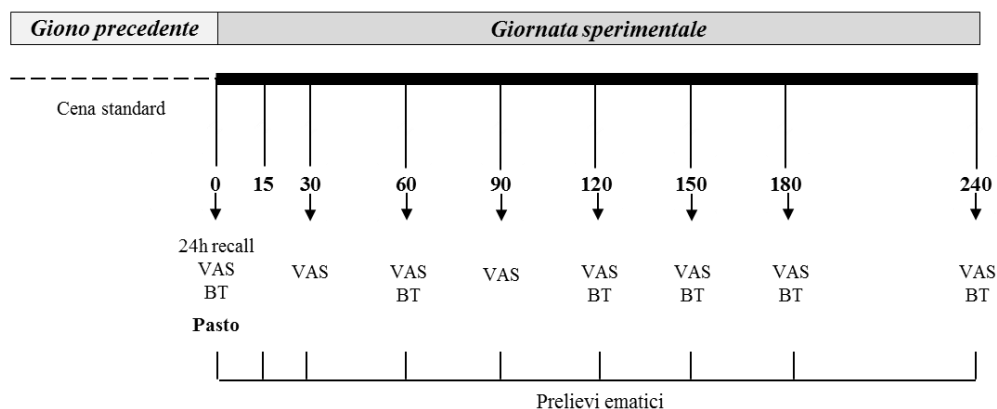 Giono precedente
Giornata sperimentale
Cena standard
0 15 30 60 90 120 150 180 240
24h recall
VAS VAS VAS VAS VAS VAS VAS VAS
BT BT BT BT BT BT
Pasto
Prelievi ematici